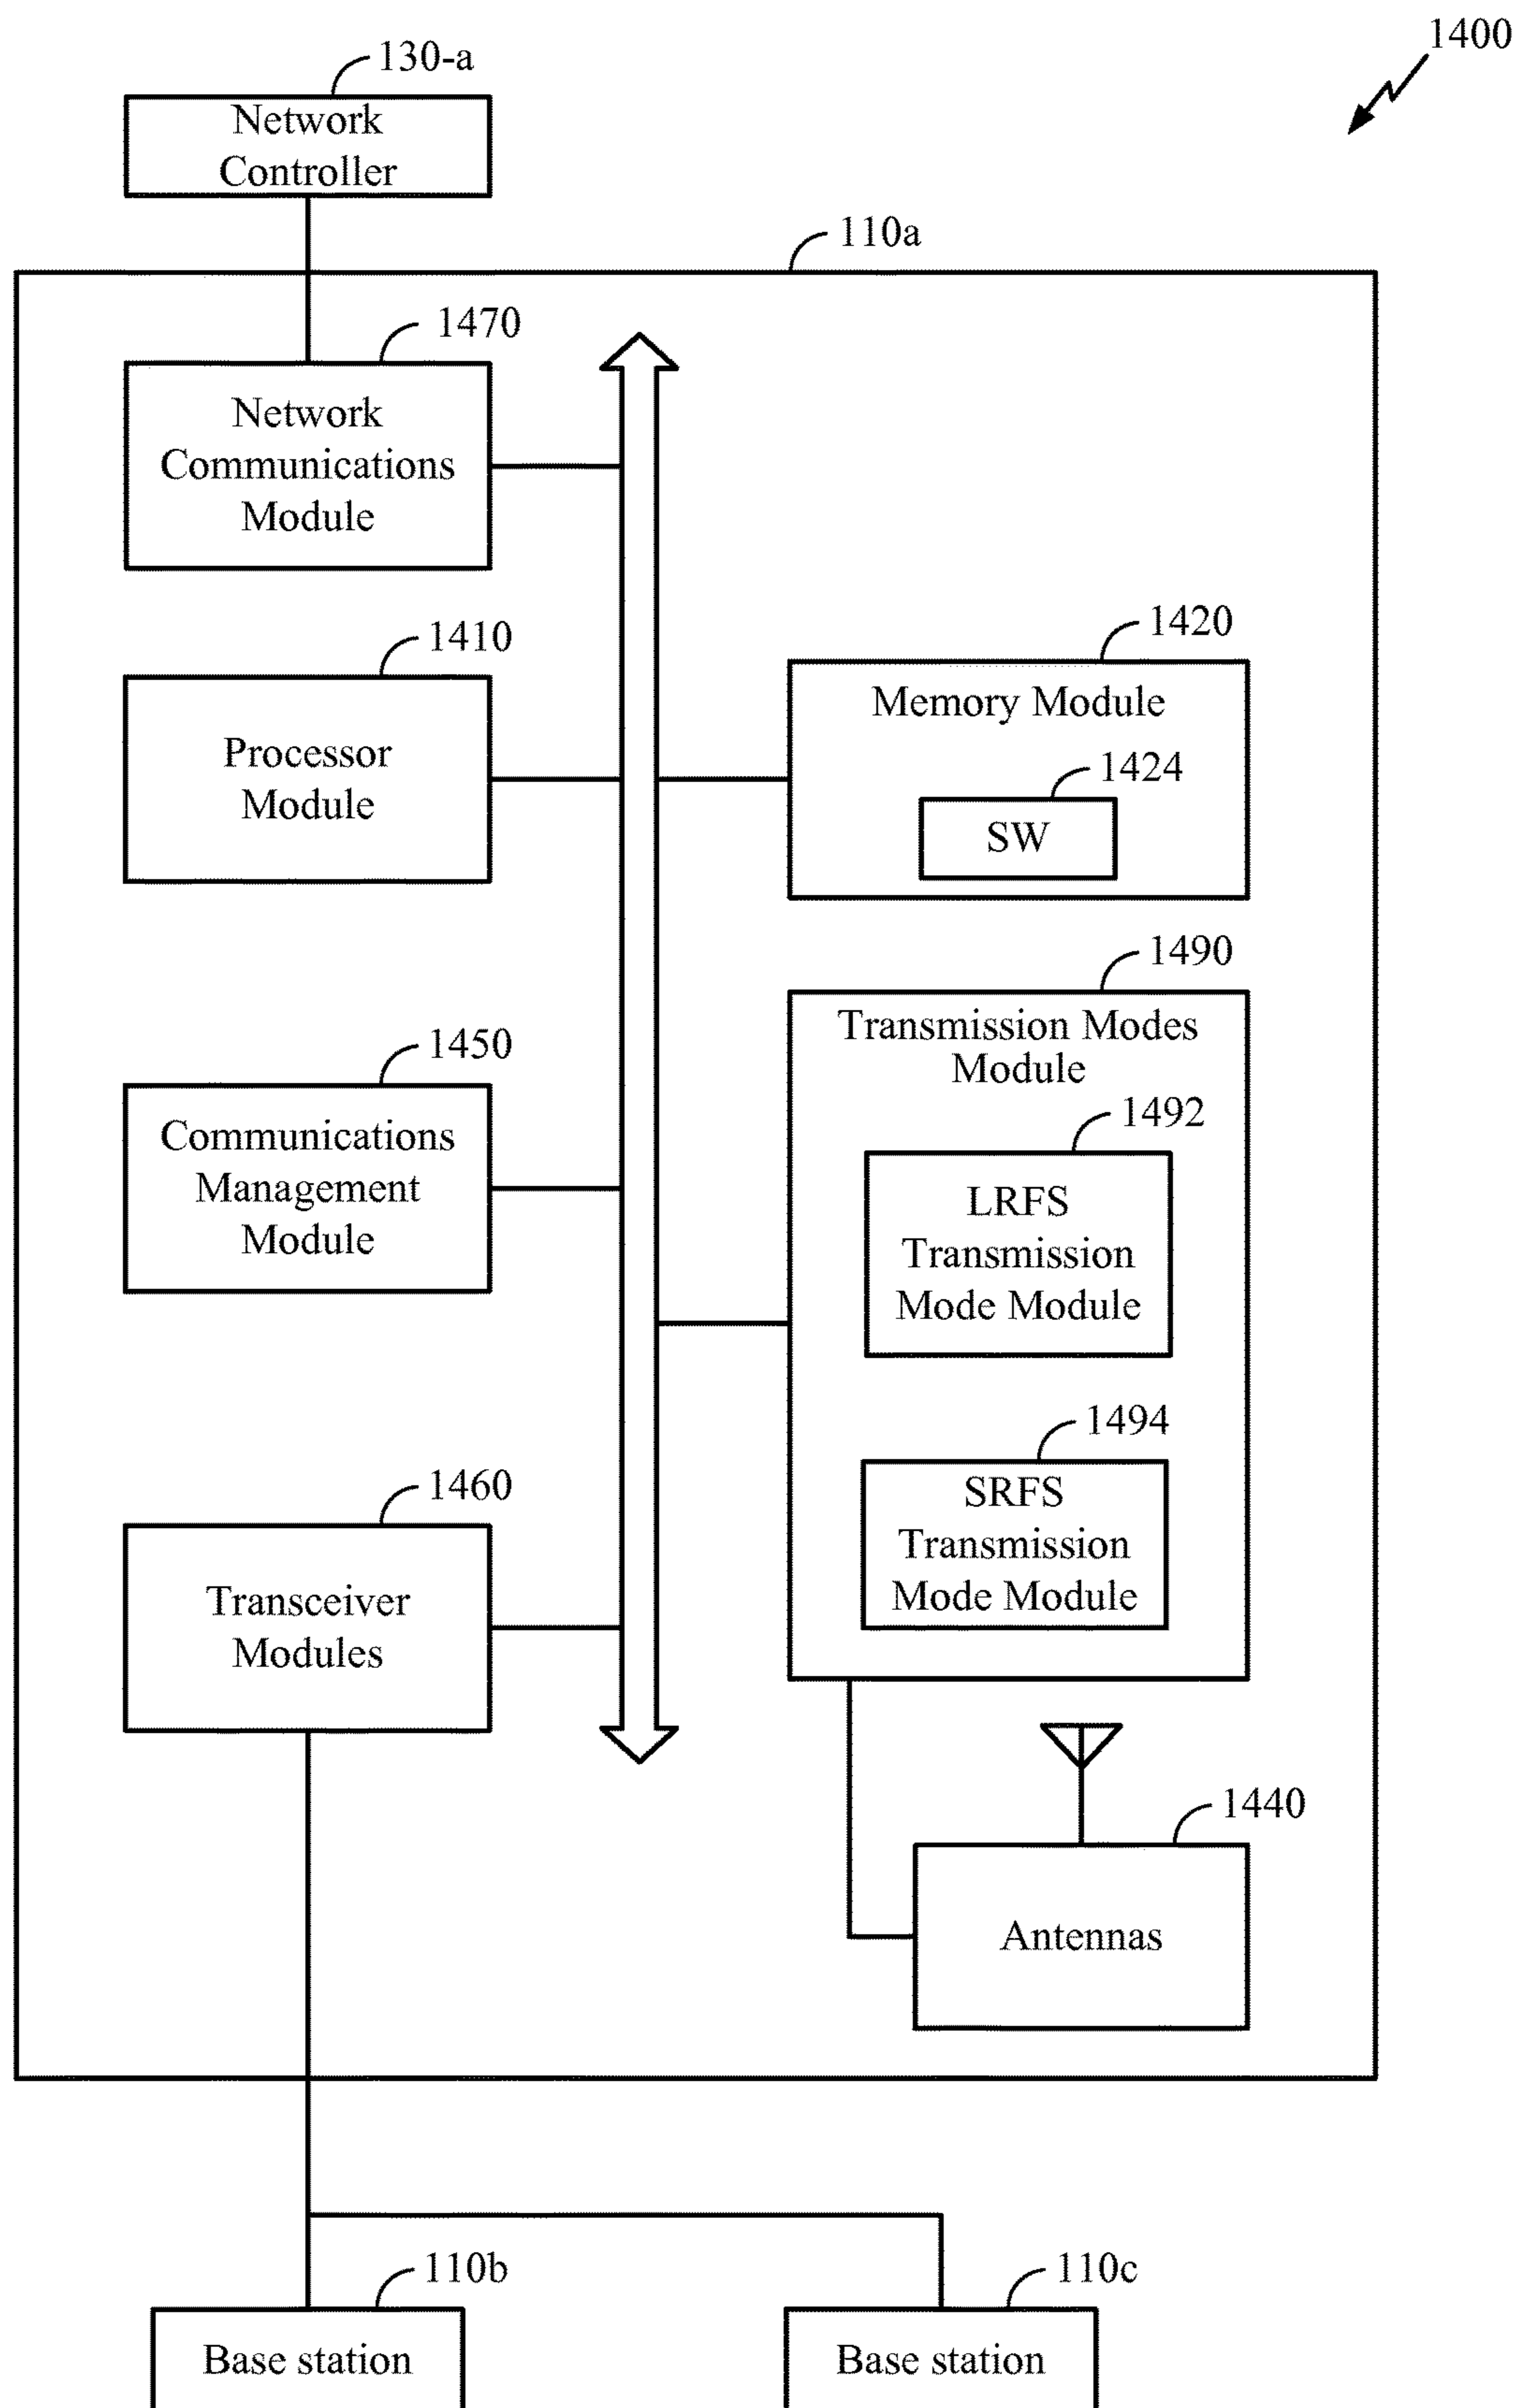 1400
130-a
Network
Controller
110a
1470
Network
Communications
Module
1410
Processor
Module
1420
Memory Module
1424
SW
1490
Transmission Modes
Module
1450
Communications
Management
Module
1492
LRFS
Transmission
Mode Module
1494
SRFS
Transmission
Mode Module
1460
Transceiver
Modules
1440
Antennas
110b
Base station
110c
Base station